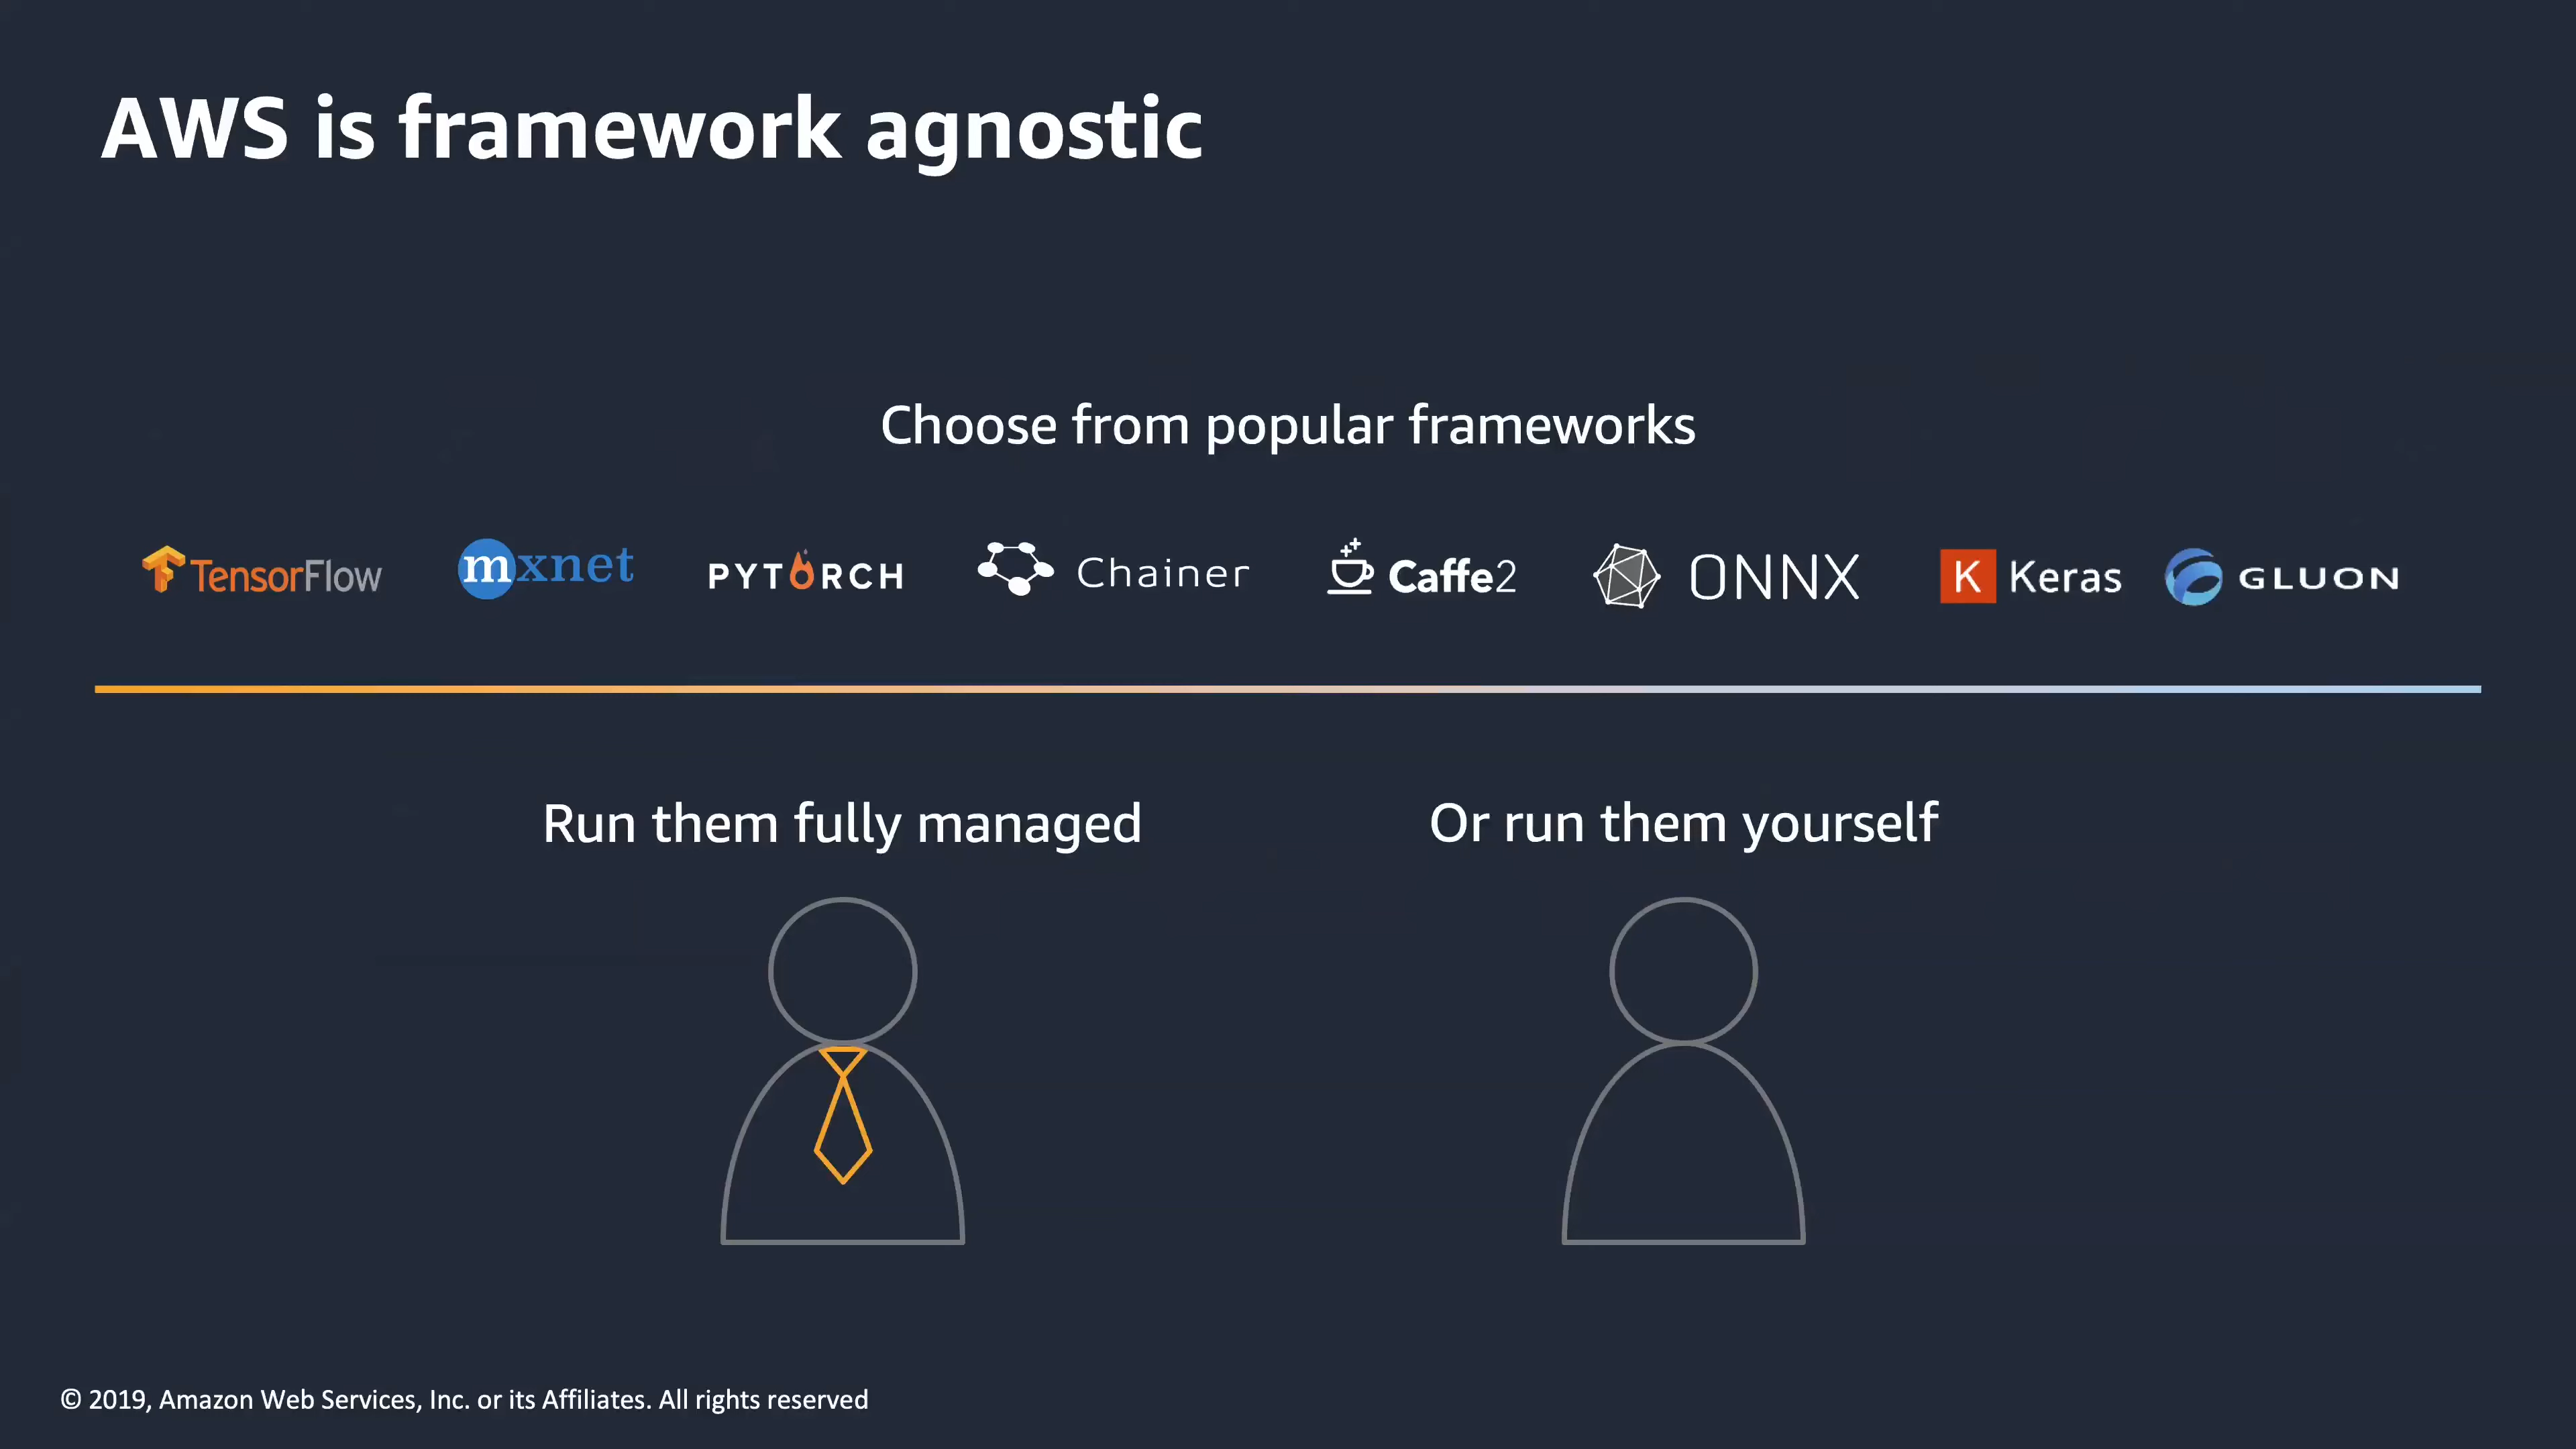 AWS is framework agnostic
Choose from popular frameworks
TensorFlow mxnet PYTORCH Chainer Caffe2 ONNX K Keras GLUON
Run them fully managed Or run them yourself
© 2019, Amazon Web Services, Inc. or its Affiliates. All rights reserved